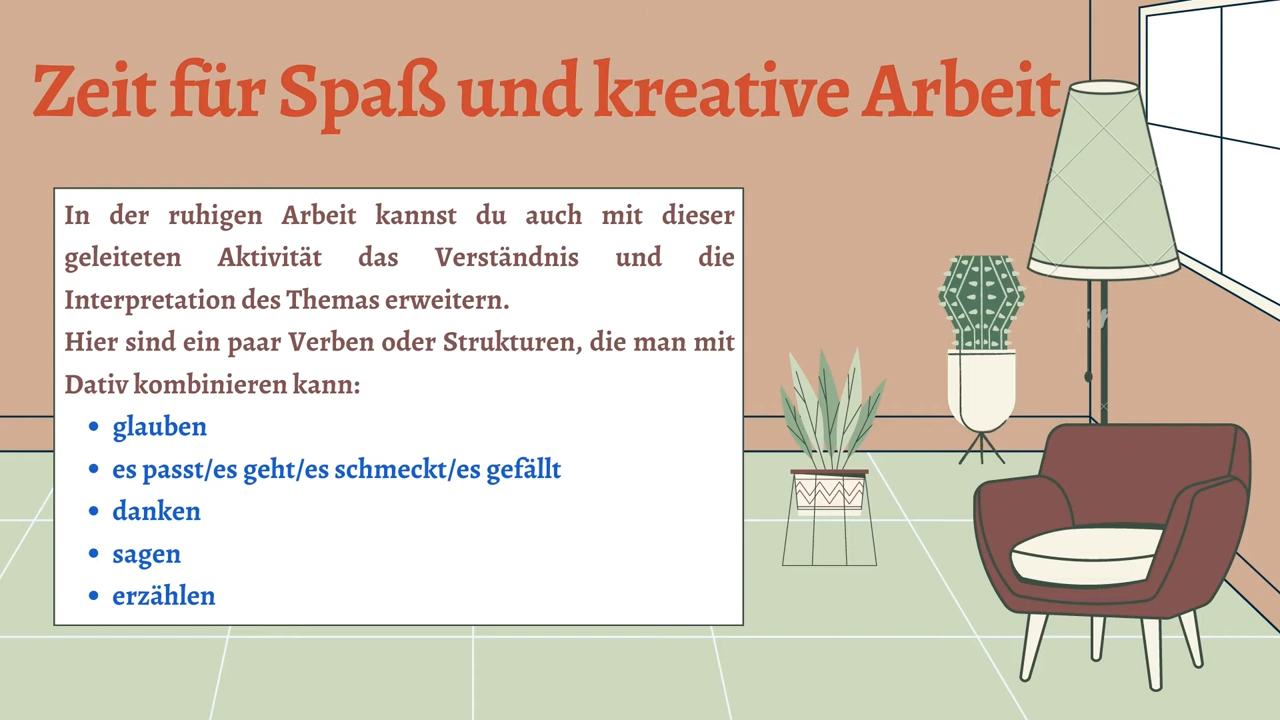 Zeit für Spaß und kreative Arbeit
In der ruhigen Arbeit kannst du auch mit dieser
geleiteten Aktivität das Verständnis und die
Interpretation des Themas erweitern.
Hier sind ein paar Verben oder Strukturen, die man mit
Dativ kombinieren kann:
• glauben
• es passt/es geht/es schmeckt/es gefällt
• danken
• sagen
• erzählen